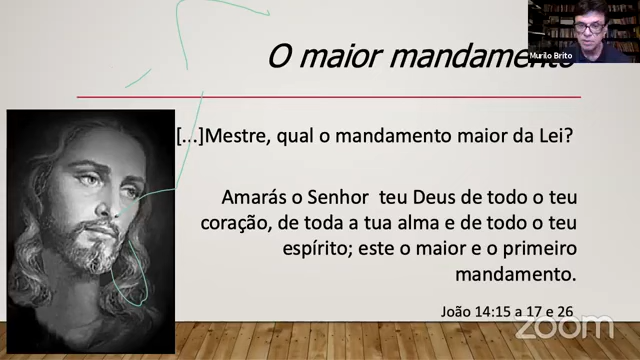 O maior mandamento
Murilo Brito
[...]Mestre, qual o mandamento maior da Lei?
Amarás o Senhor teu Deus de todo o teu
coração, de toda a tua alma e de todo o teu
espírito; este o maior e o primeiro
mandamento.
João 14:15 a 17 e 26
zoom